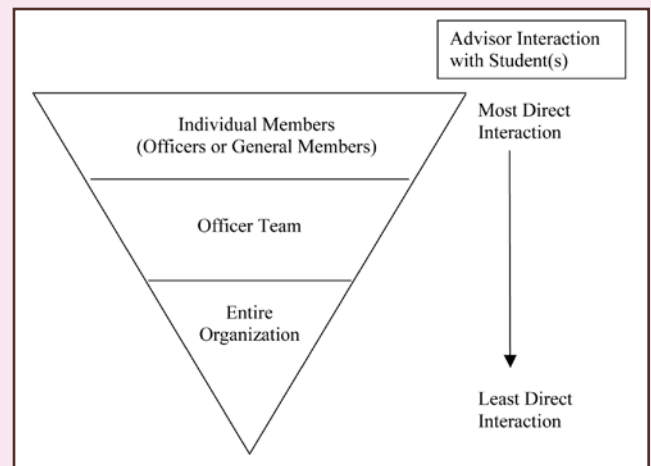 Advisor Interaction
with Student(s)
Individual Members
(Officers or General Members)
Most Direct
Interaction
Officer Team
Entire
Organization
Least Direct
Interaction